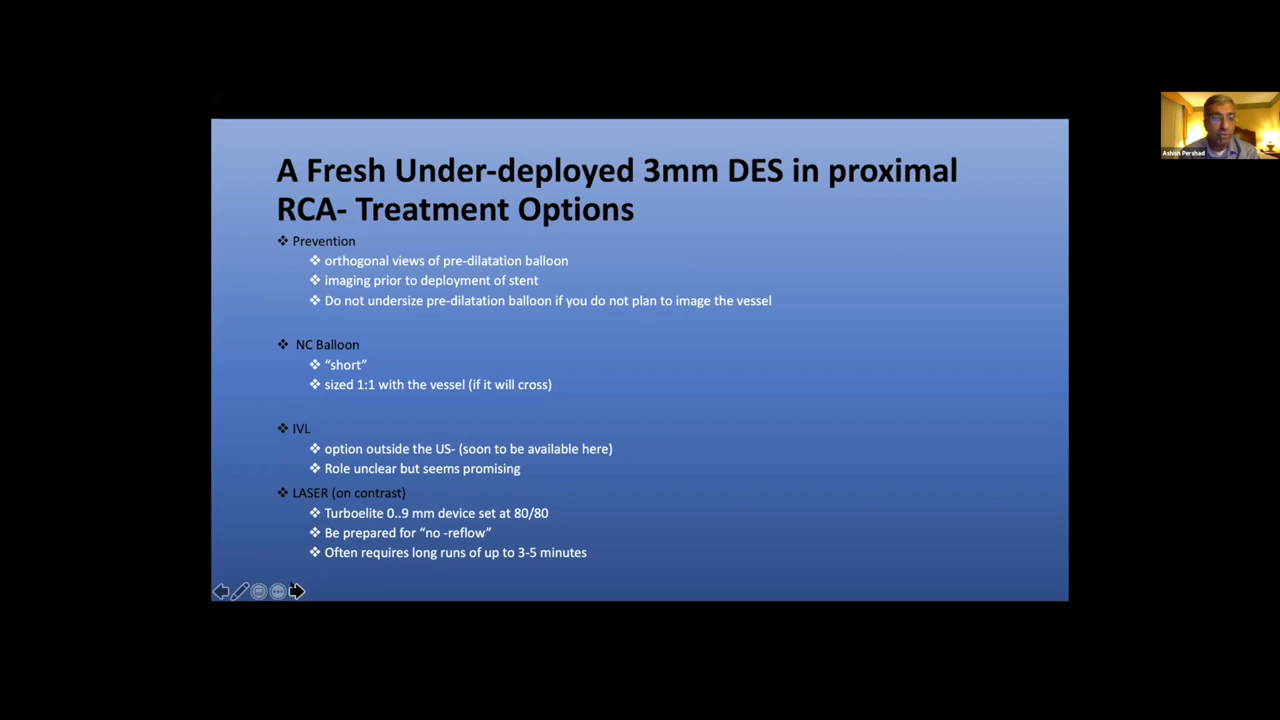 A Fresh Under-deployed 3mm DES in proximal
RCA- Treatment Options
❖ Prevention
❖ orthogonal views of pre-dilatation balloon
❖ imaging prior to deployment of stent
❖ Do not undersize pre-dilatation balloon if you do not plan to image the vessel
❖ NC Balloon
❖ “short”
❖ sized 1:1 with the vessel (if it will cross)
❖ IVL
❖ option outside the US- (soon to be available here)
❖ Role unclear but seems promising
❖ LASER (on contrast)
❖ Turboelite 0..9 mm device set at 80/80
❖ Be prepared for “no -reflow”
❖ Often requires long runs of up to 3-5 minutes
Ashish Pershad